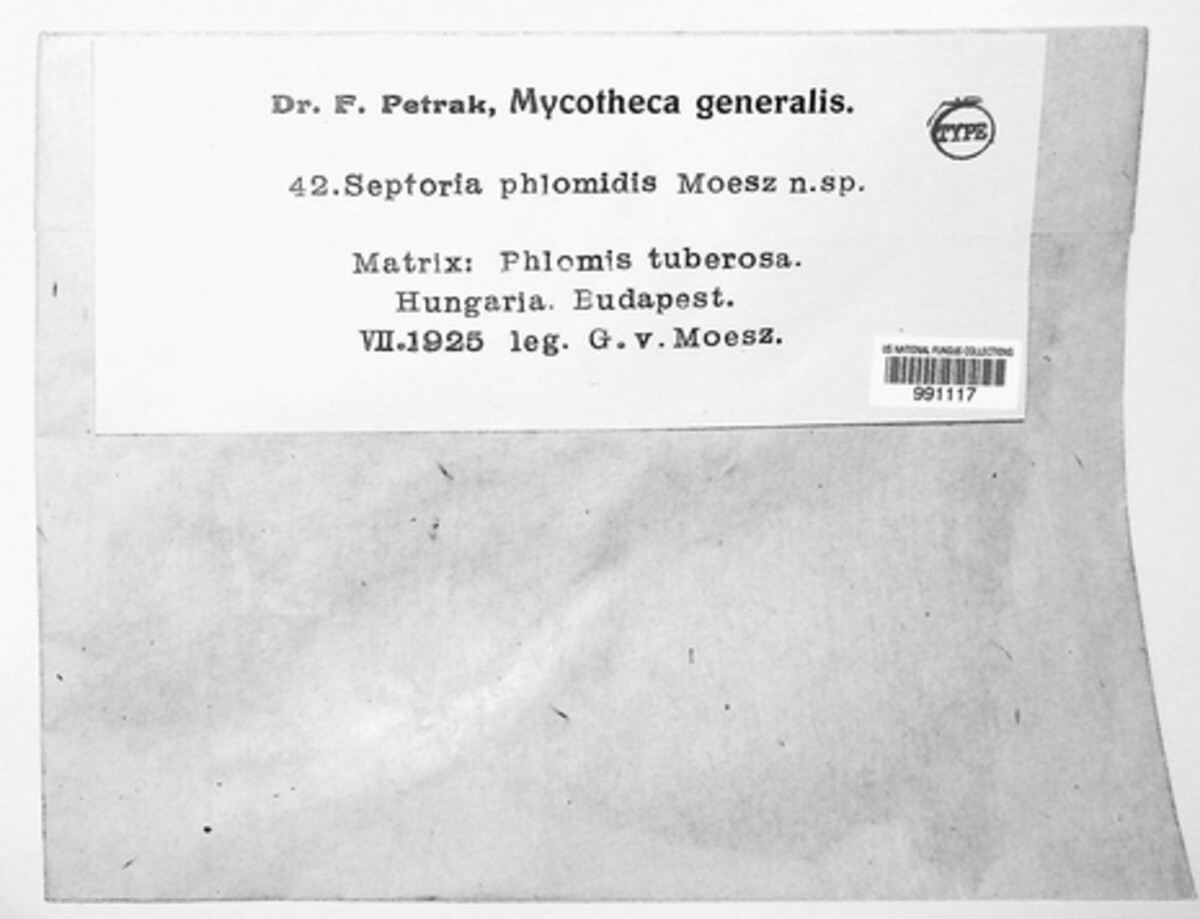 Dr. F. Petrak, Mycotheca generalis.
TYPE
42.Septoria phlomidis Moesz n.sp.
Matrix: Phlomis tuberosa.
Hungaria. Budapest.
VII.1925 leg. G.v.Moesz.
US NATIONAL FUNGUS COLLECTIONS
991117